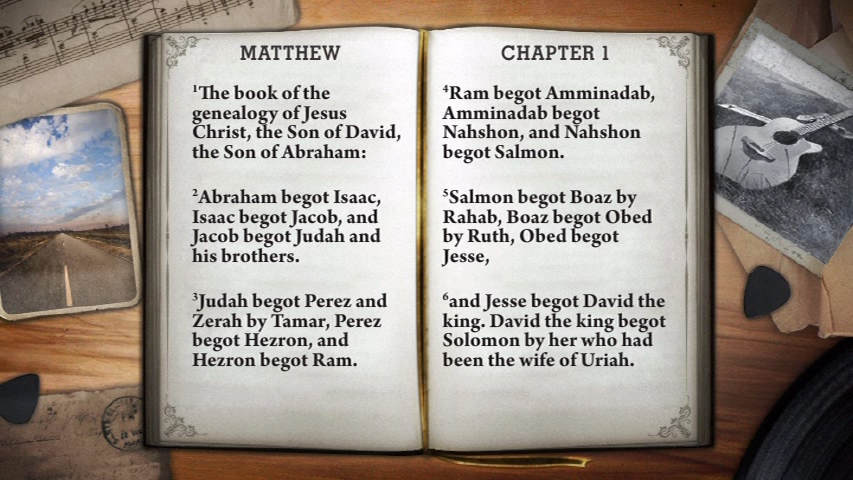 MATTHEW
¹The book of the
genealogy of Jesus
Christ, the Son of David,
the Son of Abraham:
²Abraham begot Isaac,
Isaac begot Jacob, and
Jacob begot Judah and
his brothers.
³Judah begot Perez and
Zerah by Tamar, Perez
begot Hezron, and
Hezron begot Ram.
CHAPTER 1
⁴Ram begot Amminadab,
Amminadab begot
Nahshon, and Nahshon
begot Salmon.
⁵Salmon begot Boaz by
Rahab, Boaz begot Obed
by Ruth, Obed begot
Jesse,
⁶and Jesse begot David the
king. David the king begot
Solomon by her who had
been the wife of Uriah.